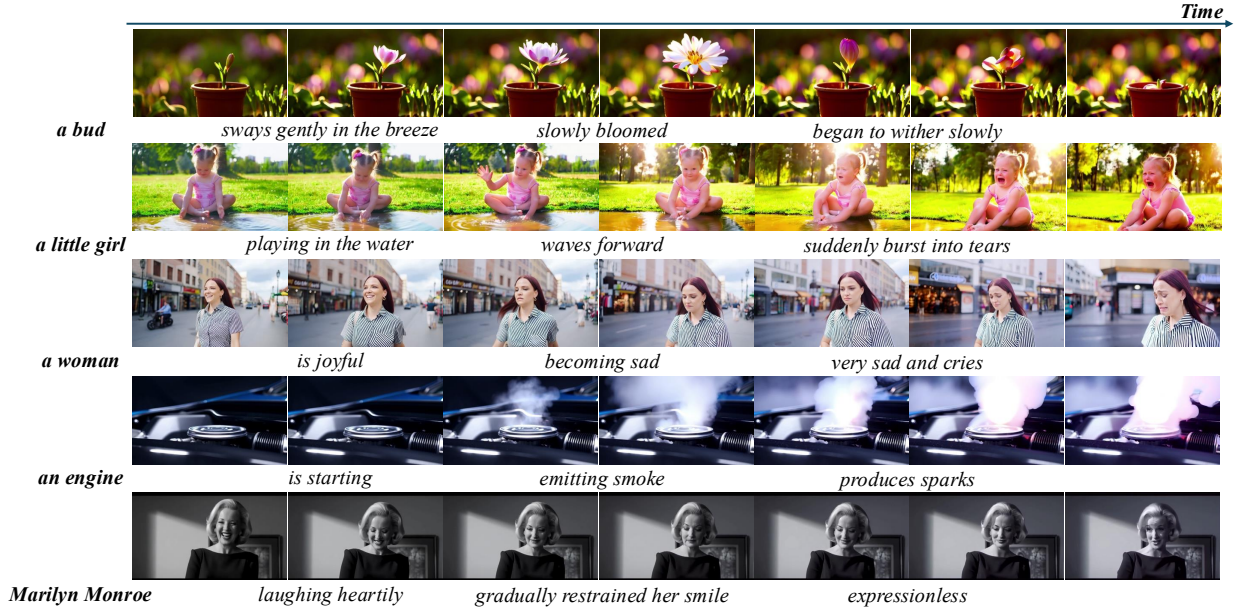 Time
a bud sways gently in the breeze slowly bloomed began to wither slowly
a little girl playing in the water waves forward suddenly burst into tears
a woman is joyful becoming sad very sad and cries
an engine is starting emitting smoke produces sparks
Marilyn Monroe laughing heartily gradually restrained her smile expressionless